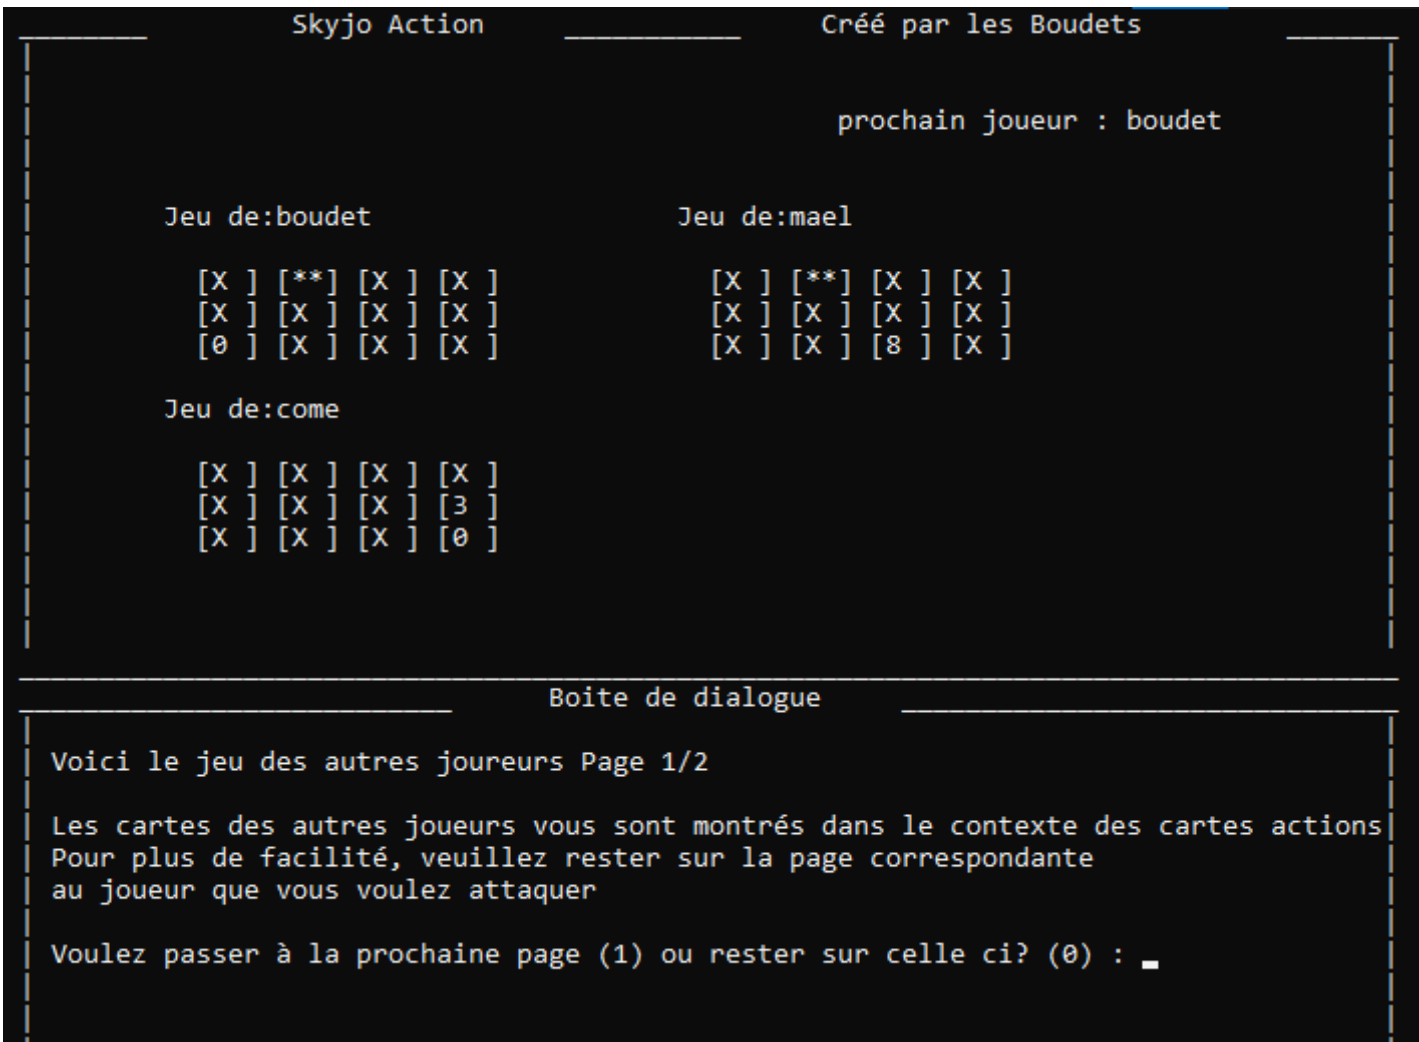 Skyjo Action Créé par les Boudets
prochain joueur : boudet
Jeu de:boudet Jeu de:mael
[X ] [**] [X ] [X ] [X ] [**] [X ] [X ]
[X ] [X ] [X ] [X ] [X ] [X ] [X ] [X ]
[0 ] [X ] [X ] [X ] [X ] [X ] [8 ] [X ]
Jeu de:come
[X ] [X ] [X ] [X ]
[X ] [X ] [X ] [3 ]
[X ] [X ] [X ] [0 ]
Boite de dialogue
Voici le jeu des autres joureurs Page 1/2
Les cartes des autres joueurs vous sont montrés dans le contexte des cartes actions
Pour plus de facilité, veuillez rester sur la page correspondante
au joueur que vous voulez attaquer
Voulez passer à la prochaine page (1) ou rester sur celle ci? (0) :